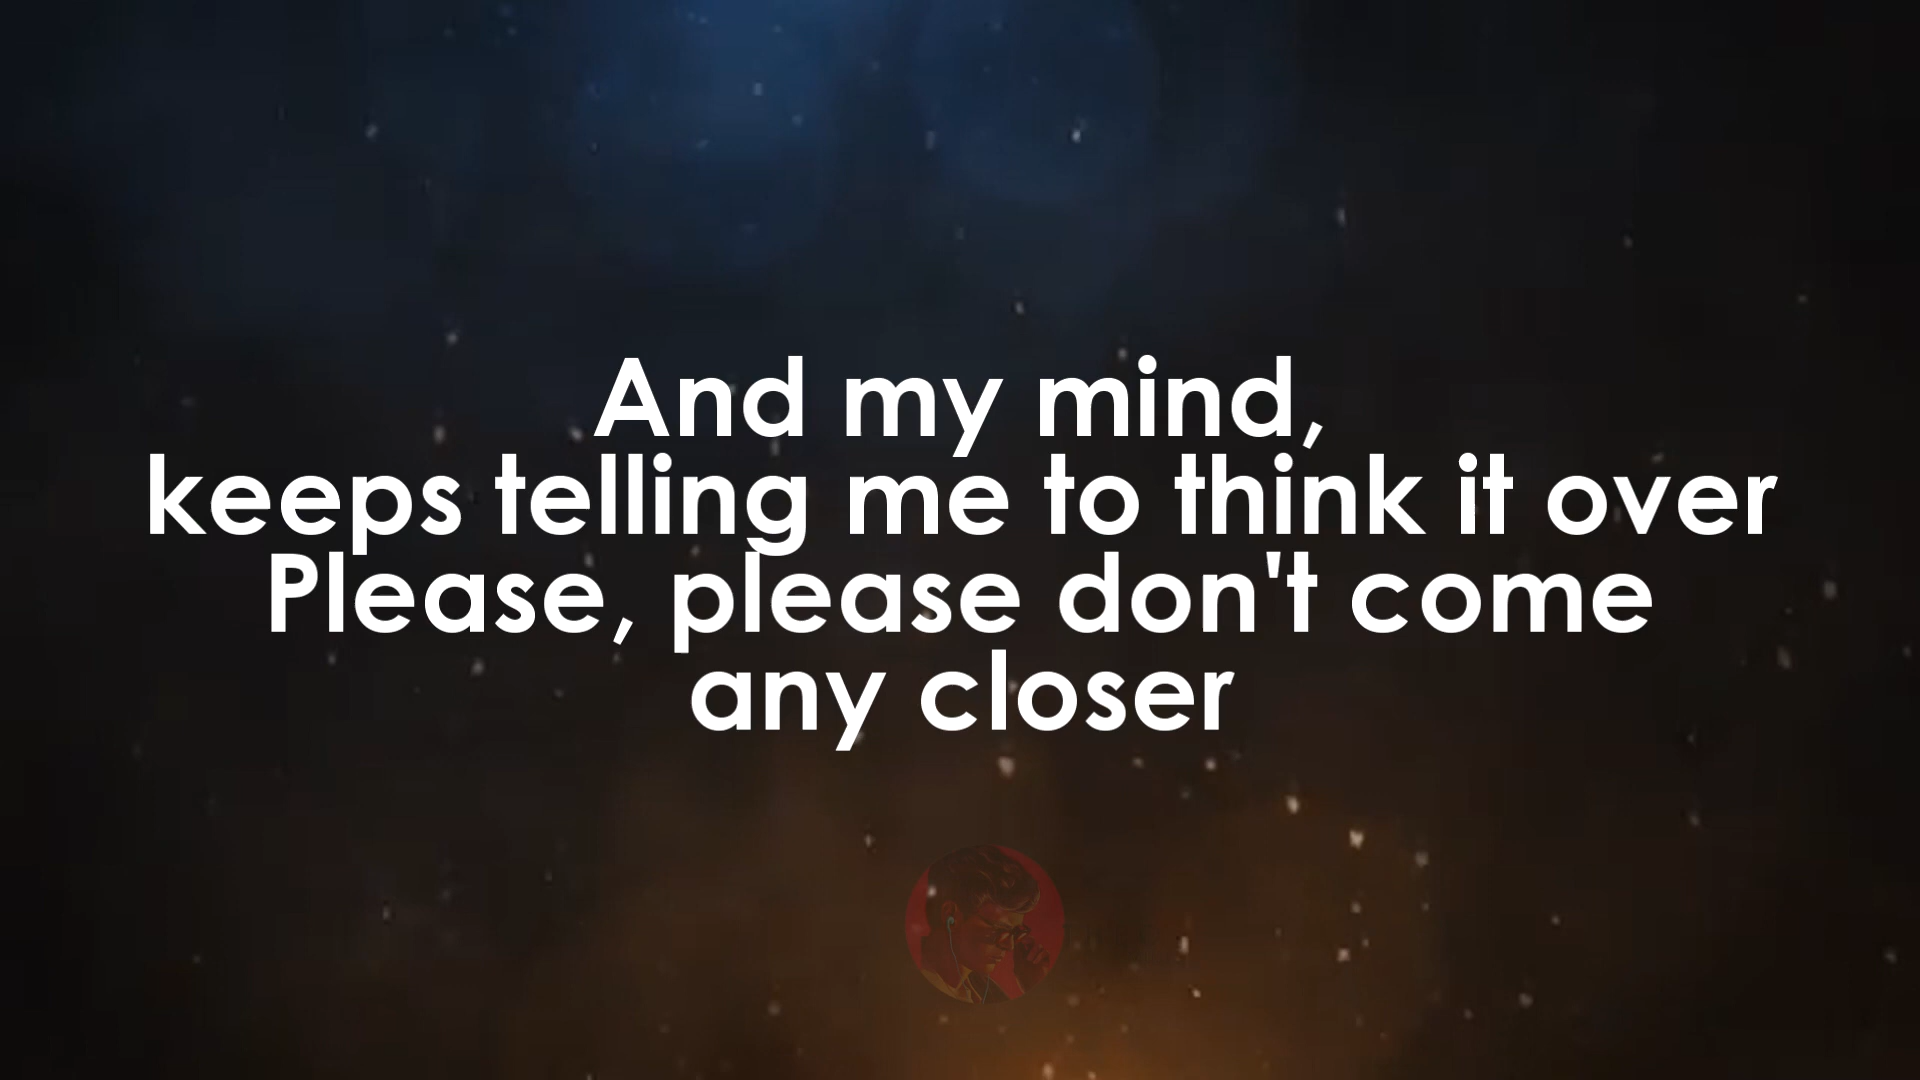 And my mind,
keeps telling me to think it over
Please, please don't come
any closer